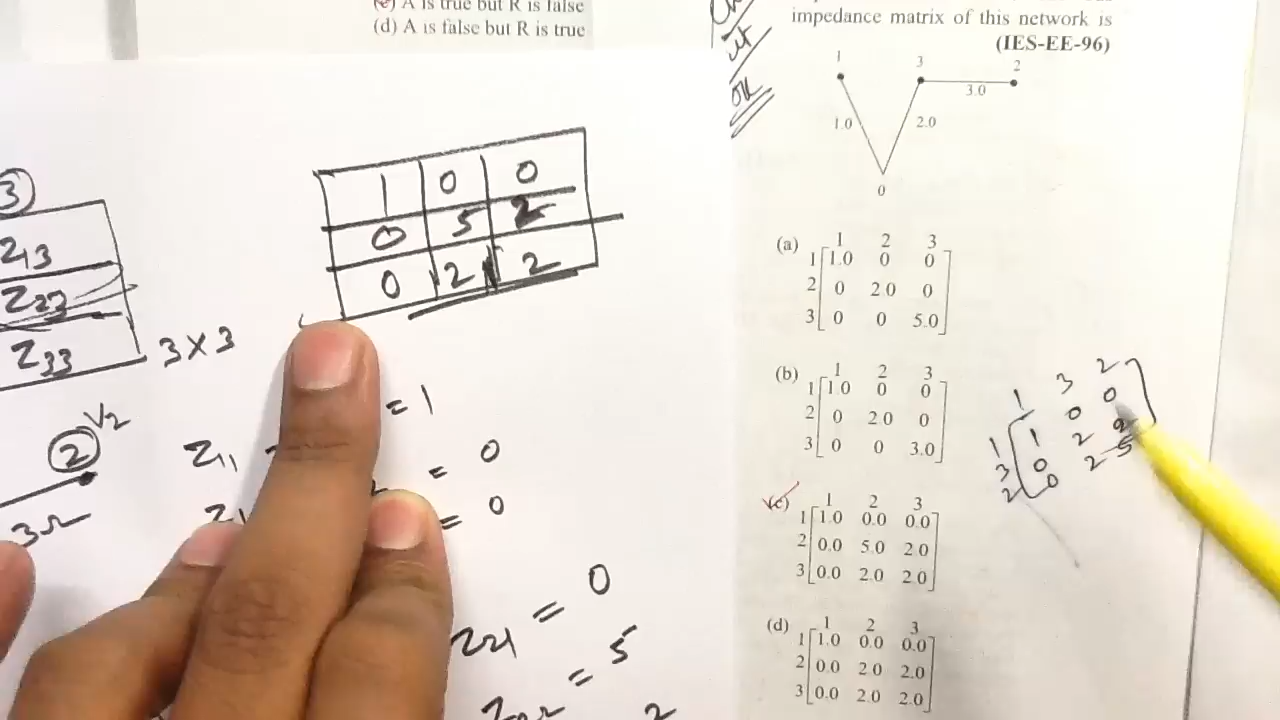 (c) A is true but R is false
(d) A is false but R is true
3
Z13
Z23
Z33
3 X 3
2
1/2
3Ω
1 0 0
0 5 2
0 2 2
Z11
= 1
= 0
= 0
Z21 = 0
= 5
2
ok
impedance matrix of this network is
(IES-EE-96)
1
3
2
3.0
1.0
2.0
0
(a)
1 2 3
1 1.0 0 0
2 0 2.0 0
3 0 0 5.0
(b)
1 2 3
1 1.0 0 0
2 0 2.0 0
3 0 0 3.0
(c)
1 2 3
1 1.0 0.0 0.0
2 0.0 5.0 2.0
3 0.0 2.0 2.0
(d)
1 2 3
1 1.0 0.0 0.0
2 0.0 2.0 2.0
3 0.0 2.0 2.0
1 3 2
1 1 0 0
3 0 2 2
2 0 2 5